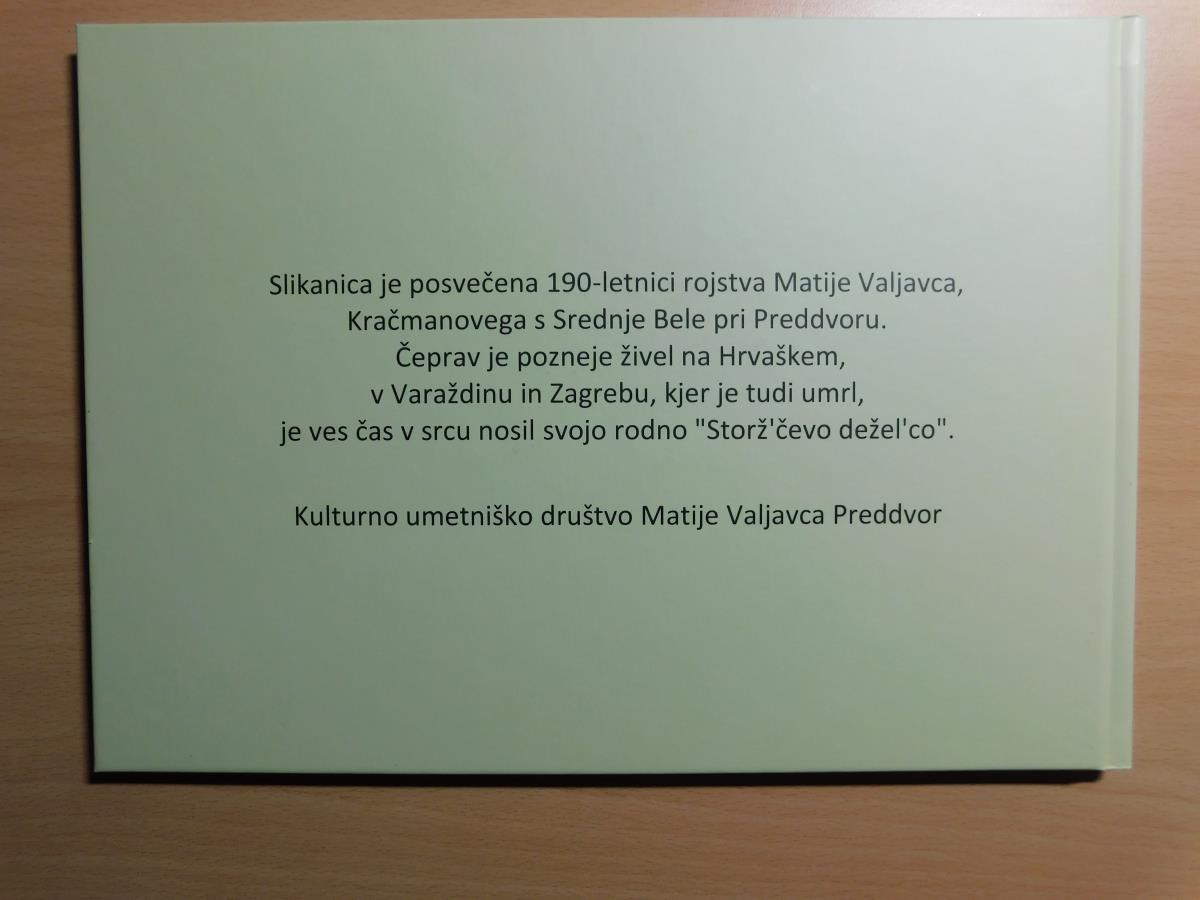 Slikanica je posvečena 190-letnici rojstva Matije Valjavca,
Kračmanovega s Srednje Bele pri Preddvoru.
Čeprav je pozneje živel na Hrvaškem,
v Varaždinu in Zagrebu, kjer je tudi umrl,
je ves čas v srcu nosil svojo rodno "Storž'čevo dežel'co".
Kulturno umetniško društvo Matije Valjavca Preddvor